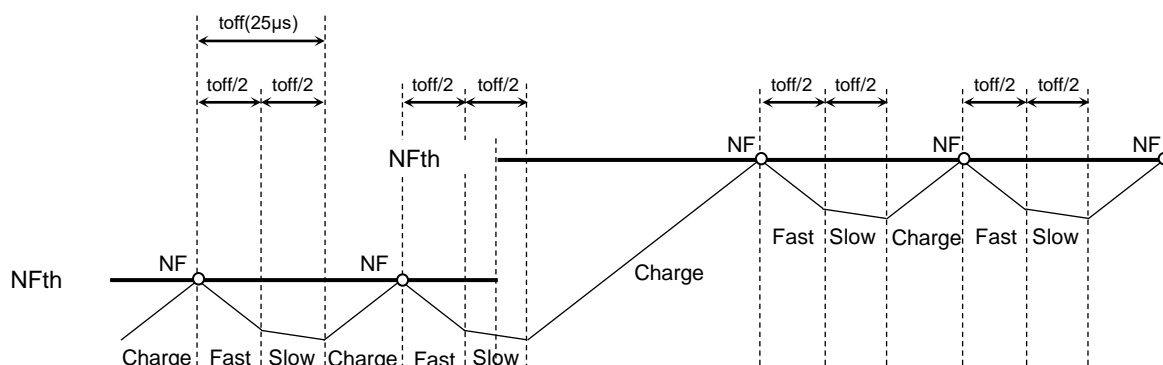 toff(25μs)
toff/2 toff/2 toff/2 toff/2 toff/2 toff/2 toff/2 toff/2
NFth NF NF NF
Fast Slow Charge Fast Slow
Charge
NFth NF NF
Charge Fast Slow Charge Fast Slow